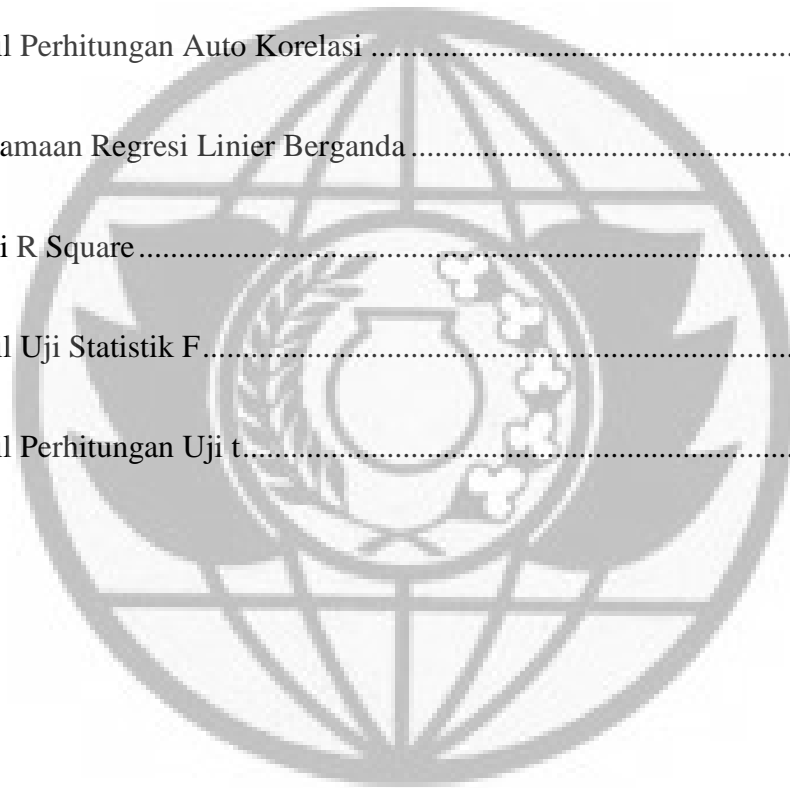 l Perhitungan Auto Korelasi ....................................................
amaan Regresi Linier Berganda ...............................................
i R Square .................................................................................
l Uji Statistik F .........................................................................
l Perhitungan Uji t ....................................................................